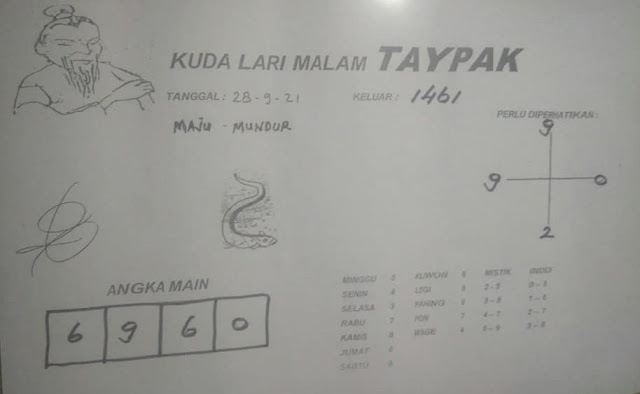 KUDA LARI MALAM TAYPAK
TANGGAL : 28-9-21 KELUAR : 1461
MAJU - MUNDUR
PERLU DIPERHATIKAN :
9
9 0
2
ANGKA MAIN
6 9 6 0
MINGGU KLIWON MISTIK INDEX
SENIN LEGI
SELASA PAHING
RABU 7 PON 7
KAMIS WAGE
JUMAT
SABTU